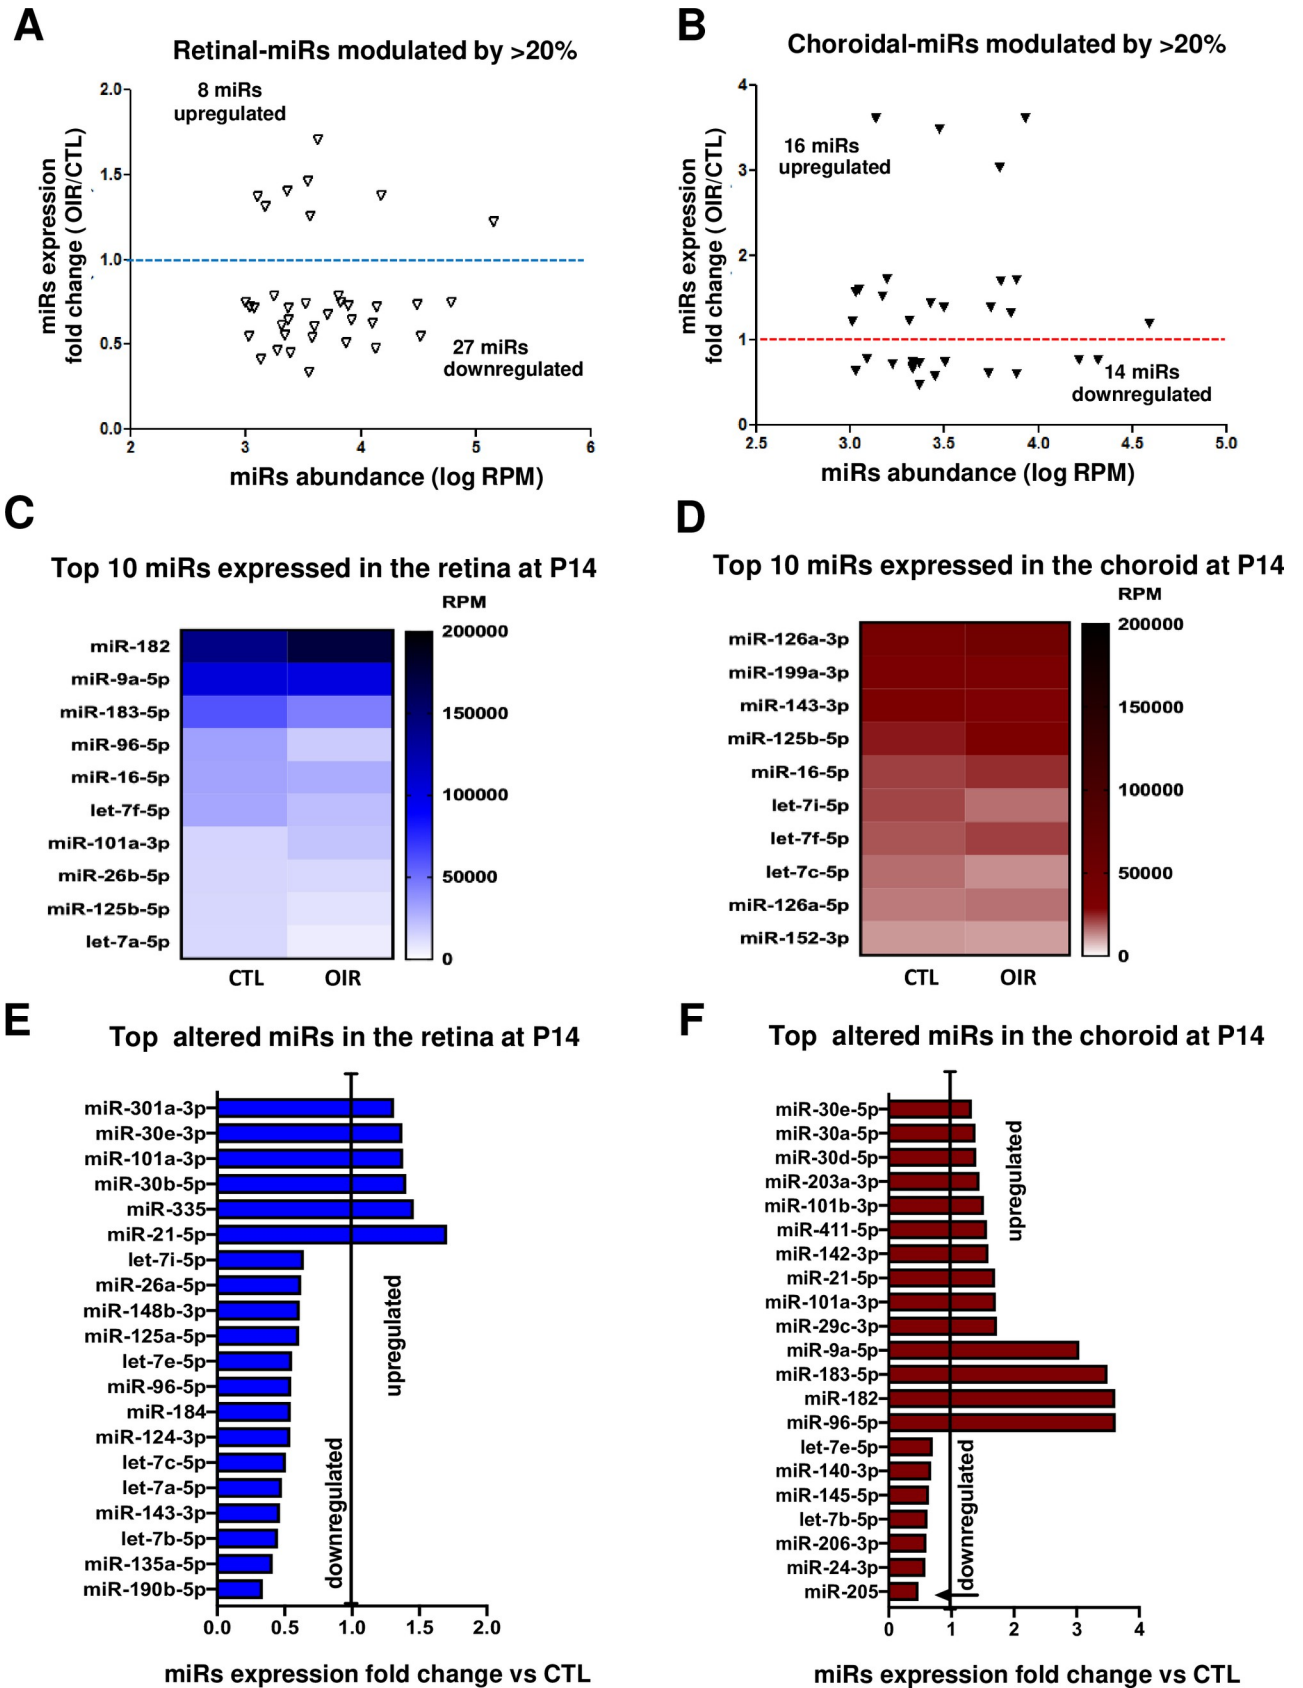 A
Retinal-miRs modulated by >20%
8 miRs
upregulated
miRs expression
fold change ( OIR/CTL)
2.0
1.5
1.0
0.5
0.0
27 miRs
downregulated
2 3 4 5 6
miRs abundance (log RPM)
B
Choroidal-miRs modulated by >20%
16 miRs
upregulated
miRs expression
fold change ( OIR/CTL)
4
3
2
1
0
14 miRs
downregulated
2.5 3.0 3.5 4.0 4.5 5.0
miRs abundance (log RPM)
C
Top 10 miRs expressed in the retina at P14
RPM
miR-182
miR-9a-5p
miR-183-5p
miR-96-5p
miR-16-5p
let-7f-5p
miR-101a-3p
miR-26b-5p
miR-125b-5p
let-7a-5p
200000
150000
100000
50000
0
CTL OIR
D
Top 10 miRs expressed in the choroid at P14
RPM
miR-126a-3p
miR-199a-3p
miR-143-3p
miR-125b-5p
miR-16-5p
let-7i-5p
let-7f-5p
let-7c-5p
miR-126a-5p
miR-152-3p
200000
150000
100000
50000
0
CTL OIR
E
Top altered miRs in the retina at P14
miR-301a-3p
miR-30e-3p
miR-101a-3p
miR-30b-5p
miR-335
miR-21-5p
let-7i-5p
miR-26a-5p
miR-148b-3p
miR-125a-5p
let-7e-5p
miR-96-5p
miR-184
miR-124-3p
let-7c-5p
let-7a-5p
miR-143-3p
let-7b-5p
miR-135a-5p
miR-190b-5p
upregulated
downregulated
0.0 0.5 1.0 1.5 2.0
miRs expression fold change vs CTL
F
Top altered miRs in the choroid at P14
miR-30e-5p
miR-30a-5p
miR-30d-5p
miR-203a-3p
miR-101b-3p
miR-411-5p
miR-142-3p
miR-21-5p
miR-101a-3p
miR-29c-3p
miR-9a-5p
miR-183-5p
miR-182
miR-96-5p
let-7e-5p
miR-140-3p
miR-145-5p
let-7b-5p
miR-206-3p
miR-24-3p
miR-205
upregulated
downregulated
0 1 2 3 4
miRs expression fold change vs CTL